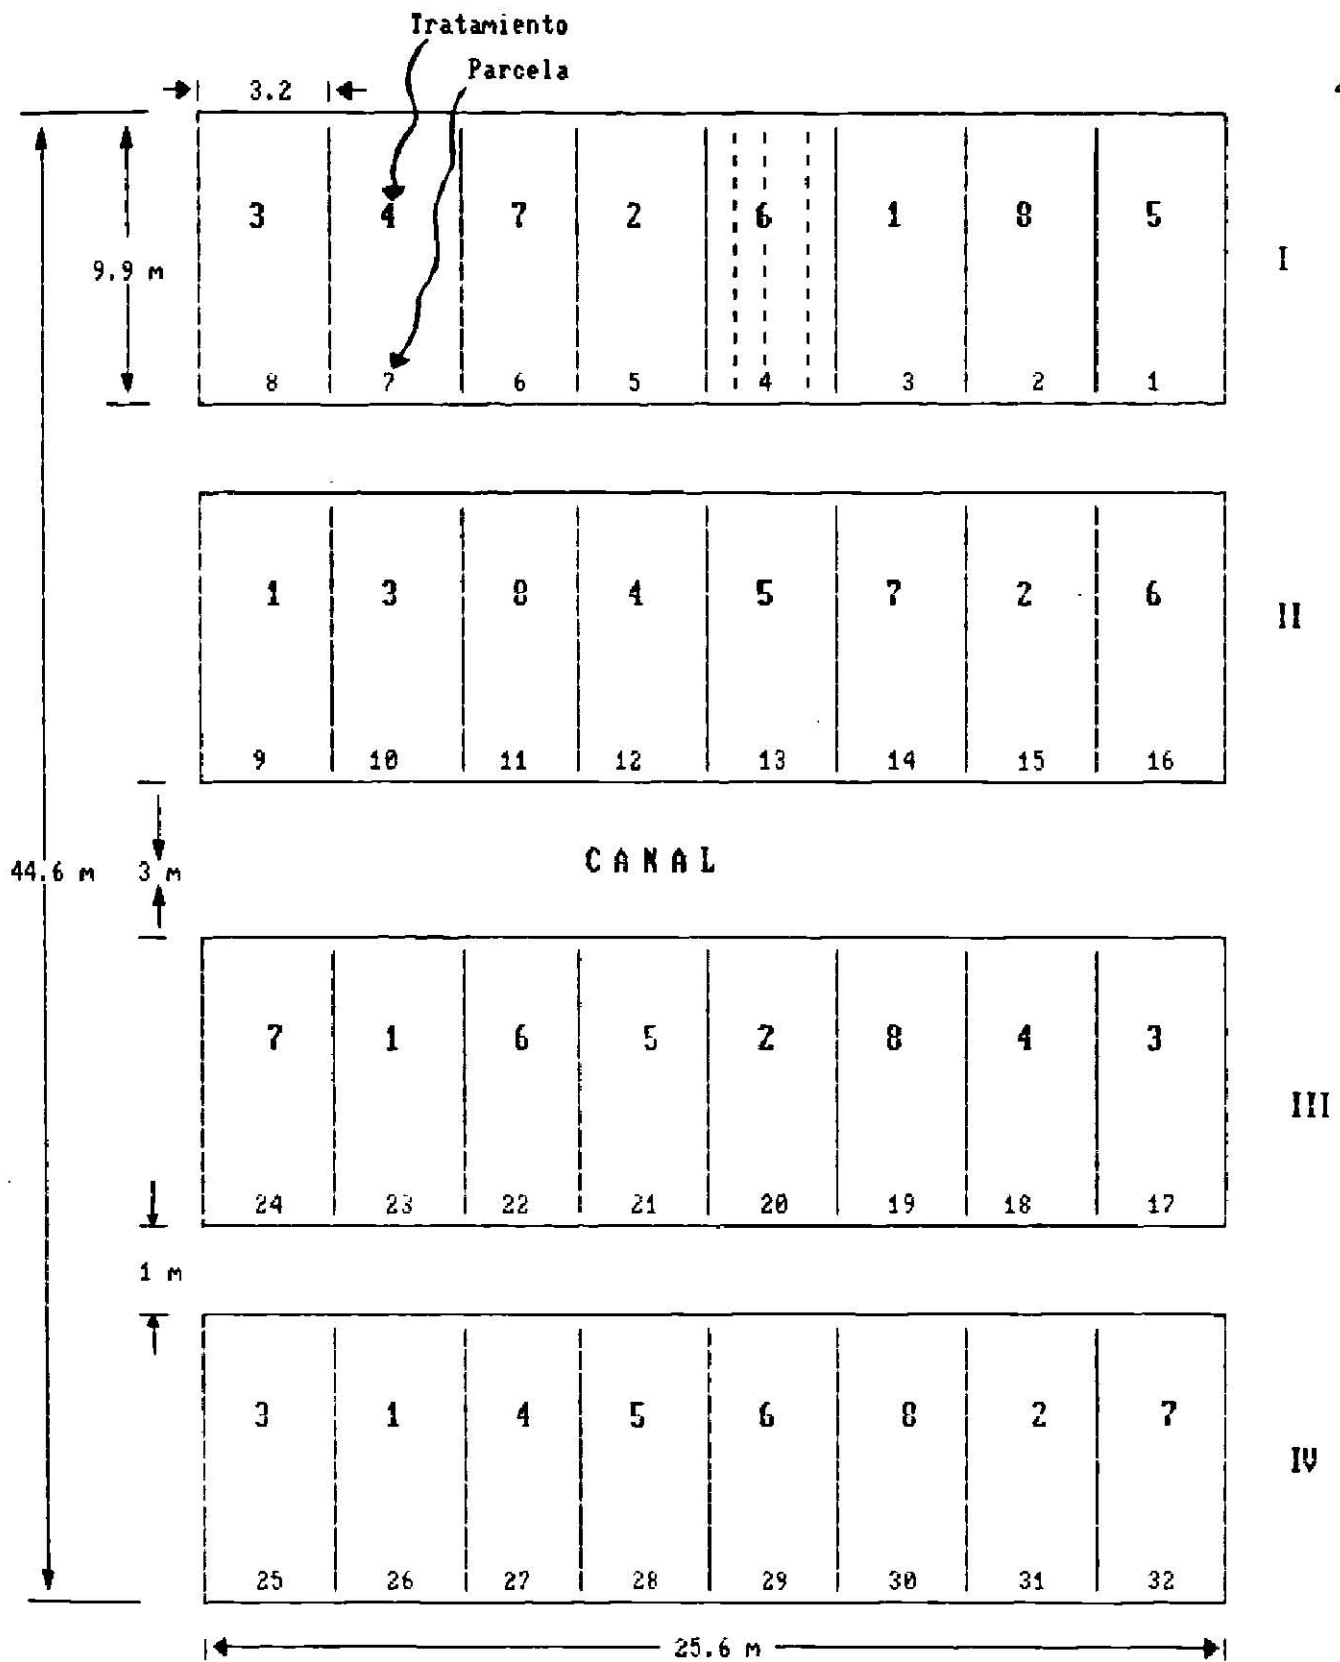 Tratamiento
Parcela
3.2
3 4 7 2 6 1 8 5
I
9.9 m
8 7 6 5 4 3 2 1
1 3 8 4 5 7 2 6
II
9 10 11 12 13 14 15 16
44.6 m 3 m CANAL
7 1 6 5 2 8 4 3
III
24 23 22 21 20 19 18 17
1 m
3 1 4 5 6 8 2 7
IV
25 26 27 28 29 30 31 32
25.6 m